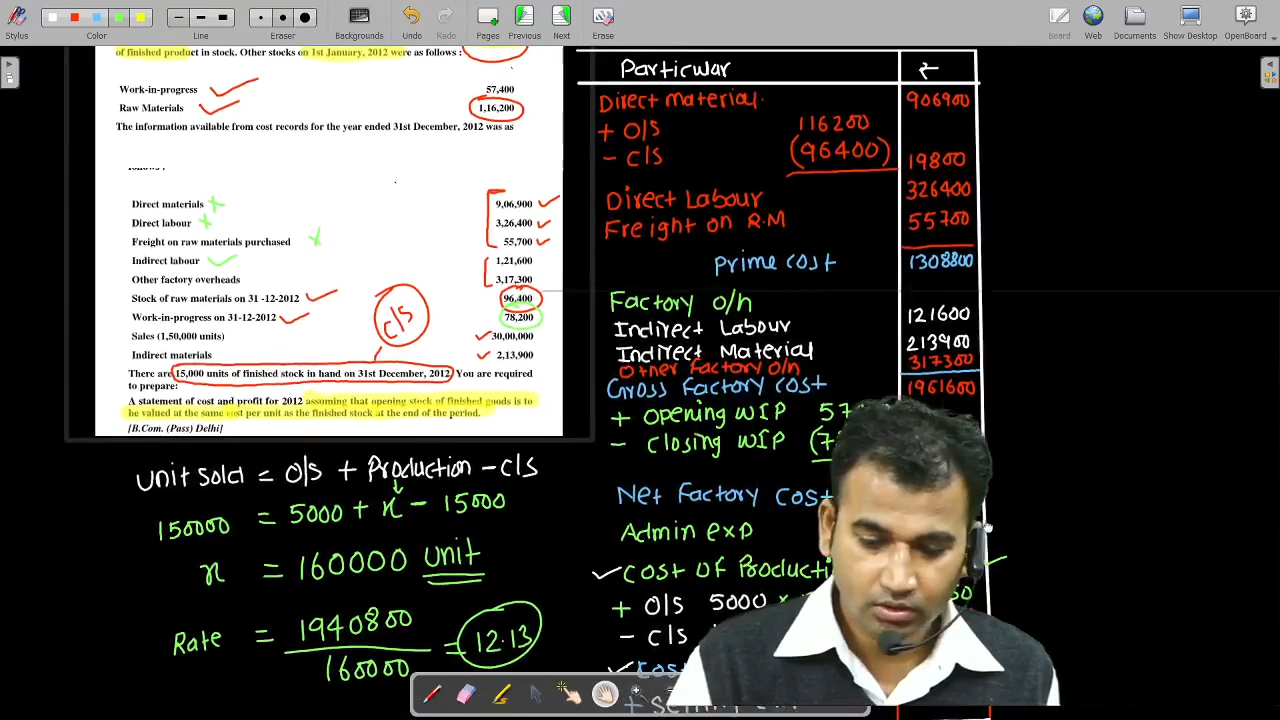 Stylus
Color
Line
Eraser
Backgrounds
Undo
Pages
Previous
Next
Erase
Board
Web
Documents
Show Desktop
OpenBoard
of finished product in stock. Other stocks on 1st January, 2012 were as follows :
Work-in-progress 57,400
Raw Materials 1,16,200
The information available from cost records for the year ended 31st December, 2012 was as
follows :
Direct materials 9,06,900
Direct labour 3,26,400
Freight on raw materials purchased 55,700
Indirect labour 1,21,600
Other factory overheads 3,17,300
Stock of raw materials on 31 -12-2012 96,400
Work-in-progress on 31-12-2012 78,200
Sales (1,50,000 units) 30,00,000
Indirect materials 2,13,900
There are 15,000 units of finished stock in hand on 31st December, 2012. You are required
to prepare:
A statement of cost and profit for 2012 assuming that opening stock of finished goods is to
be valued at the same cost per unit as the finished stock at the end of the period.
[B.Com. (Pass) Delhi]
c/s
unit sold = O/s + Production - c/s
150000 = 5000 + x - 15000
x = 160000 unit
Rate = 1940800 / 160000 = 12.13
Particular ₹
Direct material. 906900
+ O/s 116200
- c/s (96400) 19800
Direct Labour 326400
Freight on R.M 55700
Prime cost 1308800
Factory o/h
Indirect Labour 121600
Indirect Material 213900
Other factory o/h 317300
Gross Factory cost 1961600
+ opening WIP
- closing WIP
Net Factory cost
Admin exp
cost of
+ O/s 5000 ×
- c/s